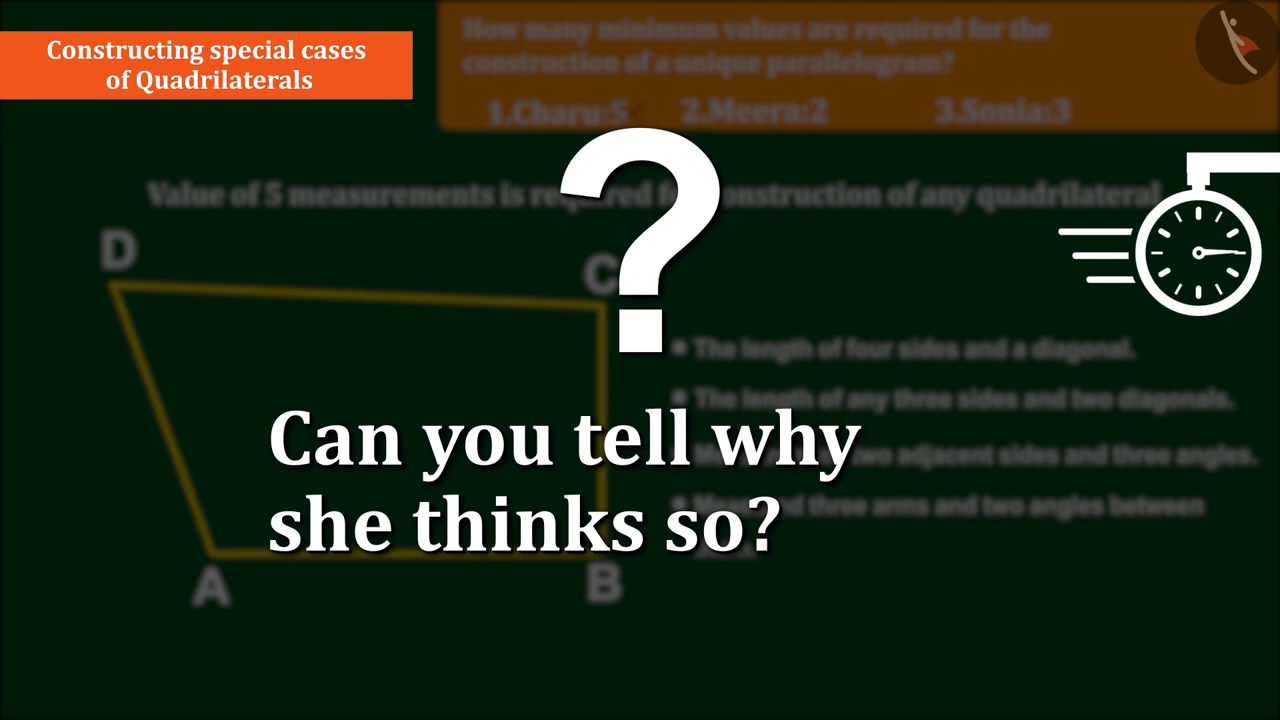 Constructing special cases
of Quadrilaterals
How many minimum values are required for the
construction of a unique parallelogram?
1.Charu:5 2.Meera:2 3.Sonia:3
Value of 5 measurements is required for construction of any quadrilateral
D
C
The length of four sides and a diagonal.
The length of any three sides and two diagonals.
Can you tell why
two adjacent sides and three angles.
she thinks so?
three arms and two angles between
A
B
?